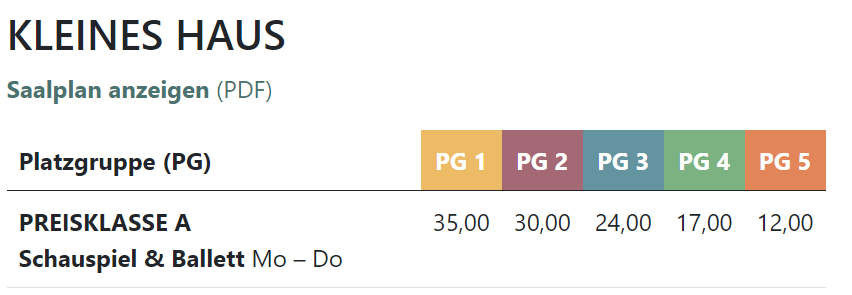 KLEINES HAUS
Saalplan anzeigen (PDF)
Platzgruppe (PG) PG 1 PG 2 PG 3 PG 4 PG 5
PREISKLASSE A 35,00 30,00 24,00 17,00 12,00
Schauspiel & Ballett Mo – Do